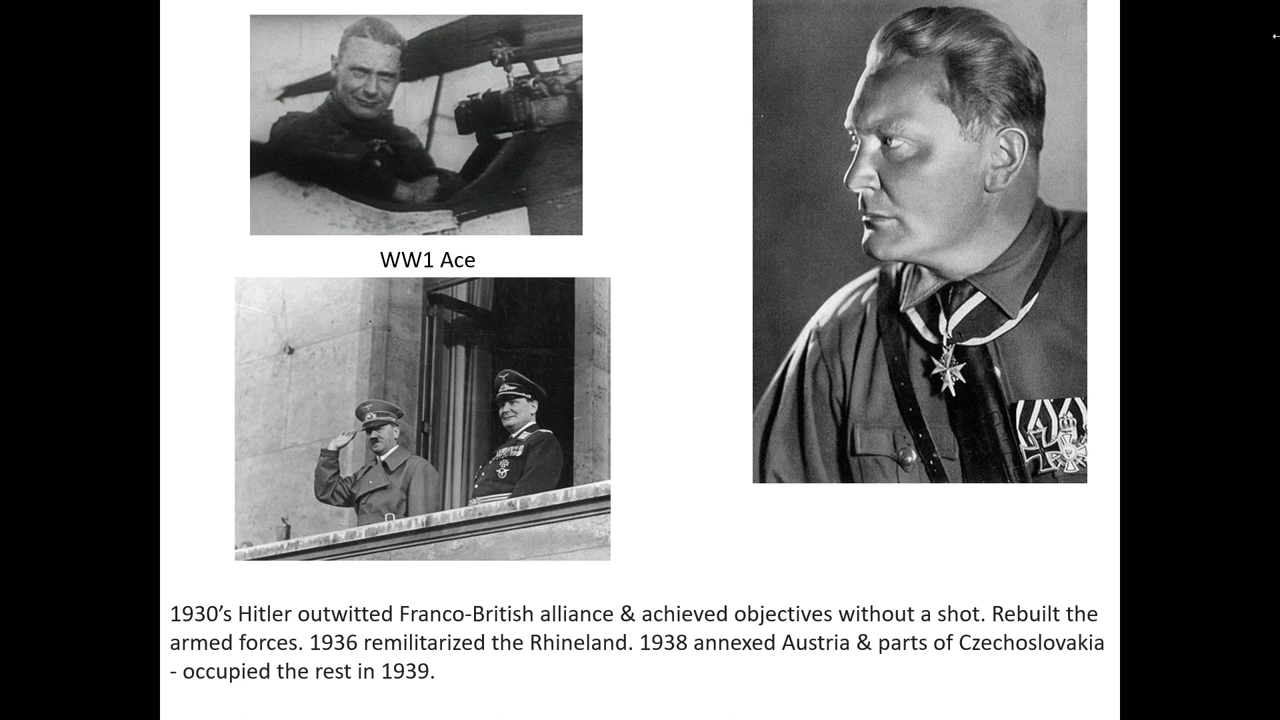 WW1 Ace
1930’s Hitler outwitted Franco-British alliance & achieved objectives without a shot. Rebuilt the
armed forces. 1936 remilitarized the Rhineland. 1938 annexed Austria & parts of Czechoslovakia
- occupied the rest in 1939.